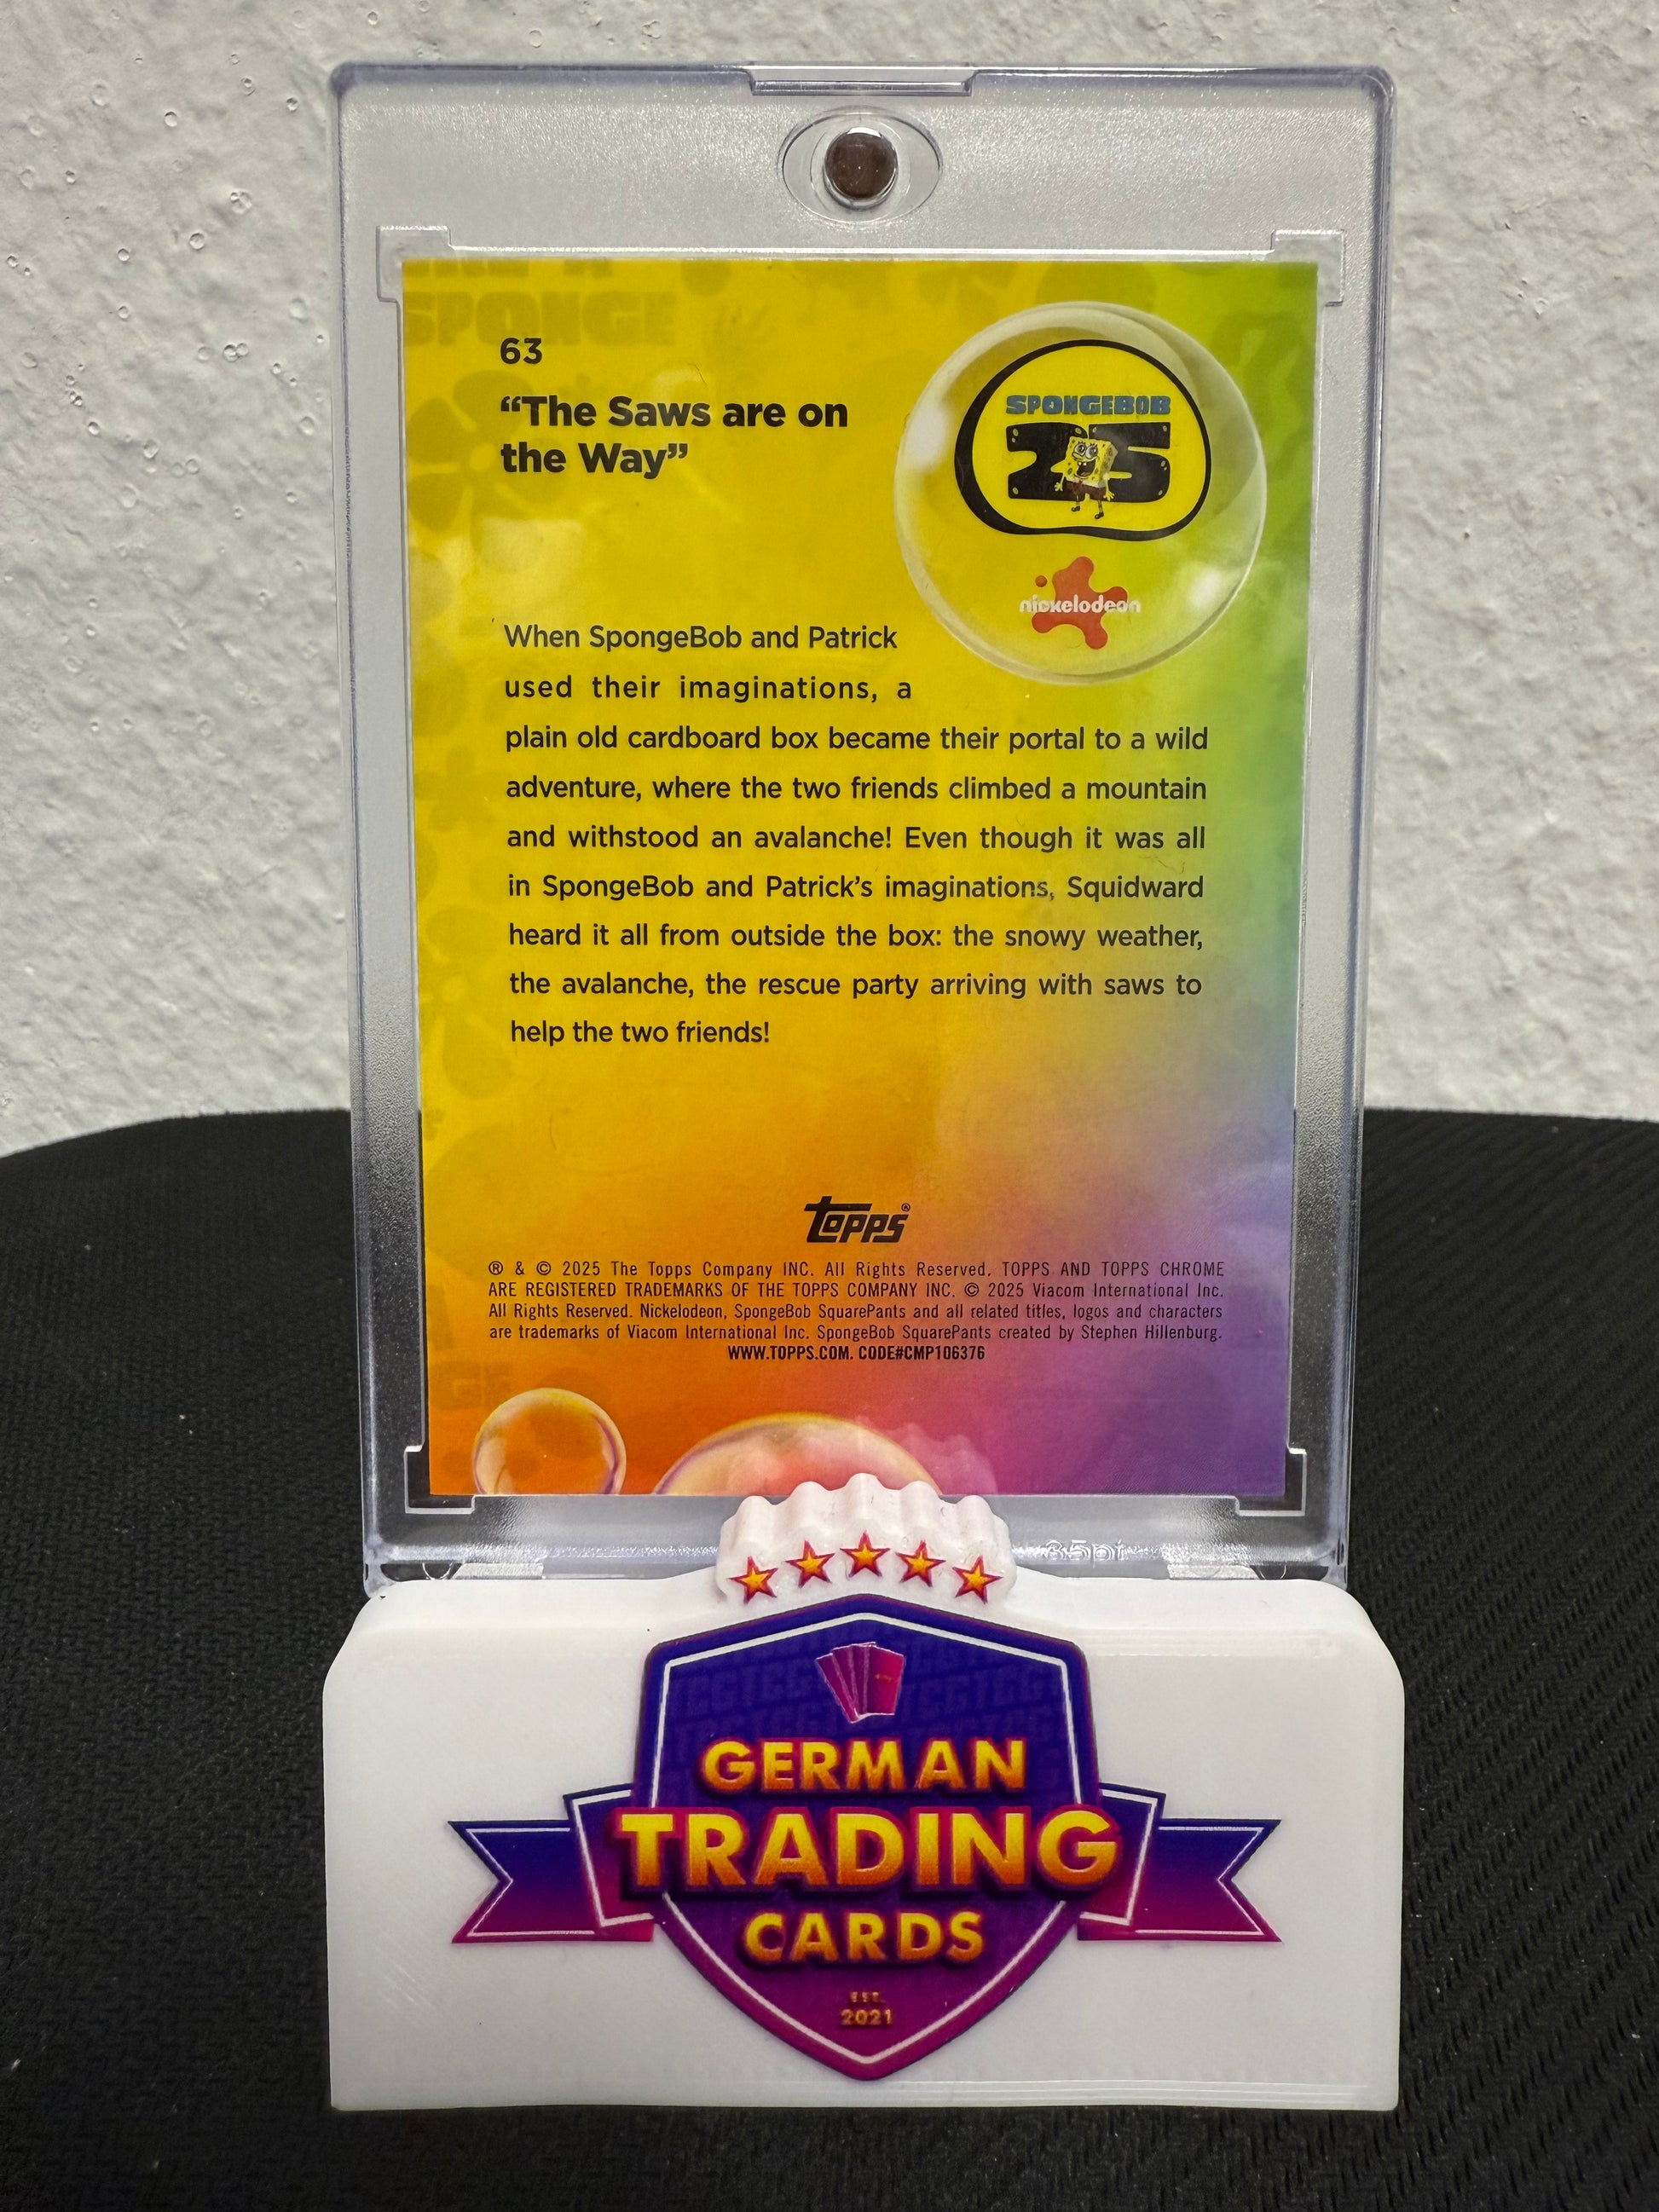 SPONGE
63
“The Saws are on
the Way”
SPONGEBOB
25
nickelodeon
When SpongeBob and Patrick
used their imaginations, a
plain old cardboard box became their portal to a wild
adventure, where the two friends climbed a mountain
and withstood an avalanche! Even though it was all
in SpongeBob and Patrick’s imaginations, Squidward
heard it all from outside the box: the snowy weather,
the avalanche, the rescue party arriving with saws to
help the two friends!
Topps®
® & © 2025 The Topps Company INC. All Rights Reserved. TOPPS AND TOPPS CHROME
ARE REGISTERED TRADEMARKS OF THE TOPPS COMPANY INC. © 2025 Viacom International Inc.
All Rights Reserved. Nickelodeon, SpongeBob SquarePants and all related titles, logos and characters
are trademarks of Viacom International Inc. SpongeBob SquarePants created by Stephen Hillenburg.
WWW.TOPPS.COM. CODE#CMP106376
GE
35pt
GERMAN
TRADING
CARDS
EST.
2021